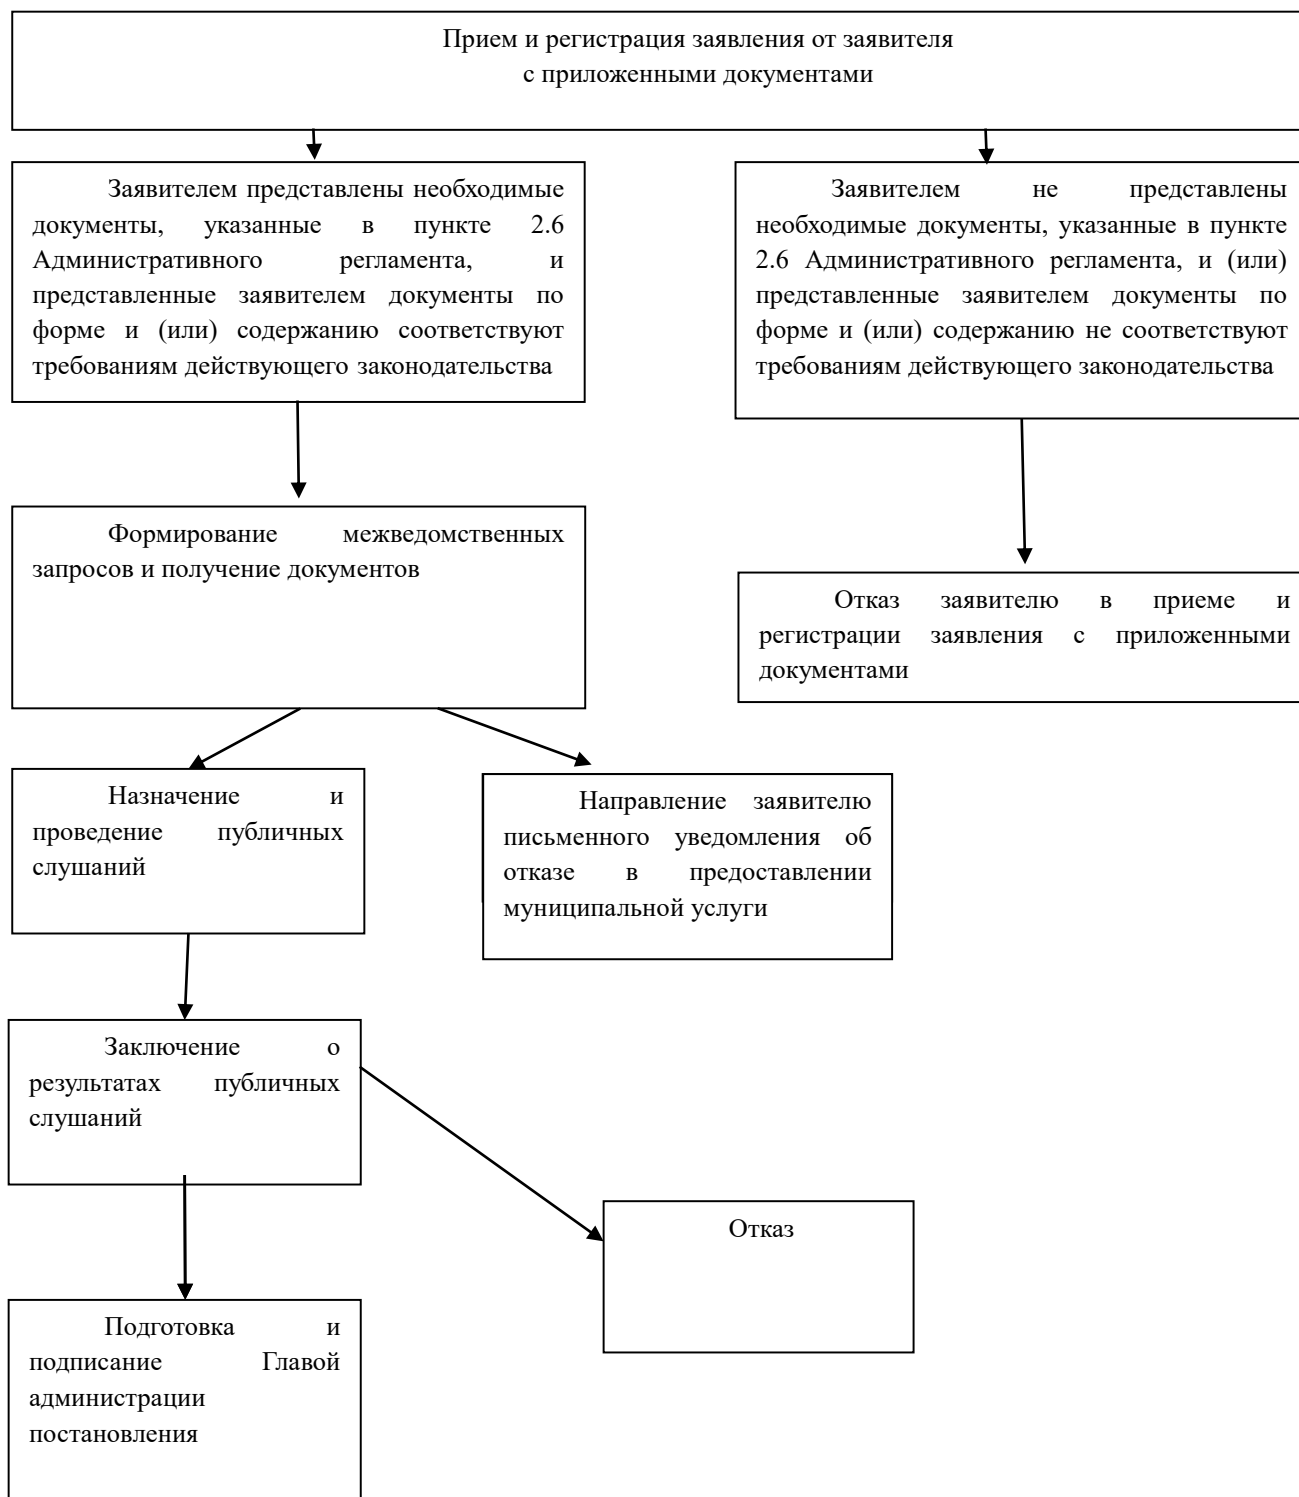 Прием и регистрация заявления от заявителя
с приложенными документами
Заявителем представлены необходимые
документы, указанные в пункте 2.6
Административного регламента, и
представленные заявителем документы по
форме и (или) содержанию соответствуют
требованиям действующего законодательства
Заявителем не представлены
необходимые документы, указанные в пункте
2.6 Административного регламента, и (или)
представленные заявителем документы по
форме и (или) содержанию не соответствуют
требованиям действующего законодательства
Формирование межведомственных
запросов и получение документов
Отказ заявителю в приеме и
регистрации заявления с приложенными
документами
Назначение и
проведение публичных
слушаний
Направление заявителю
письменного уведомления об
отказе в предоставлении
муниципальной услуги
Заключение о
результатах публичных
слушаний
Отказ
Подготовка и
подписание Главой
администрации
постановления